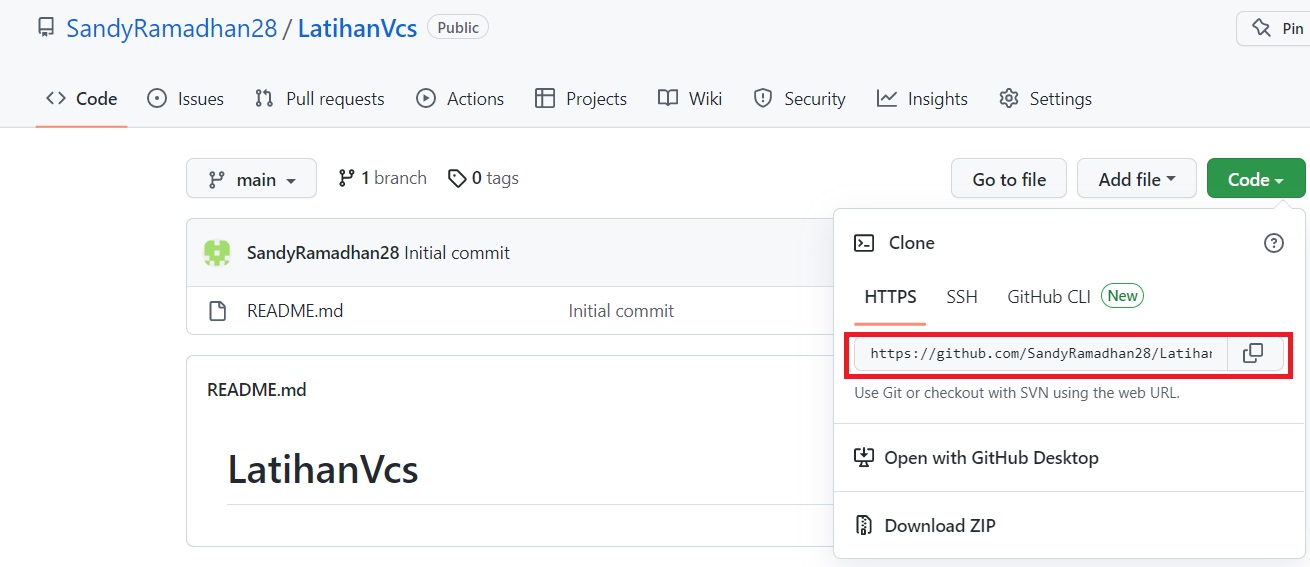 SandyRamadhan28 / LatihanVcs Public
Pin
Code Issues Pull requests Actions Projects Wiki Security Insights Settings
main 1 branch 0 tags Go to file Add file Code
SandyRamadhan28 Initial commit
README.md Initial commit
README.md
LatihanVcs
Clone
HTTPS SSH GitHub CLI New
https://github.com/SandyRamadhan28/Latihan
Use Git or checkout with SVN using the web URL.
Open with GitHub Desktop
Download ZIP